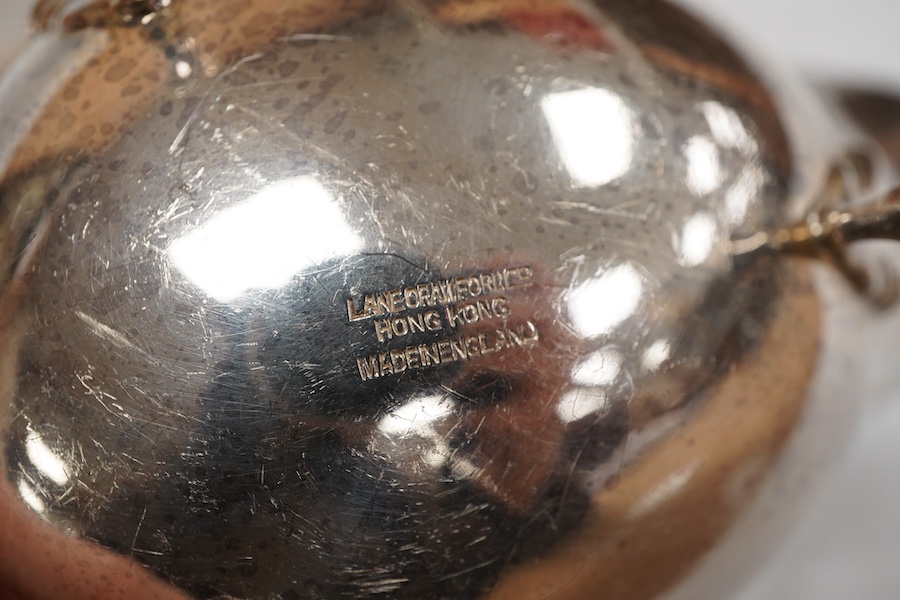 LANE CRAWFORD LTD
HONG KONG
MADE IN ENGLAND